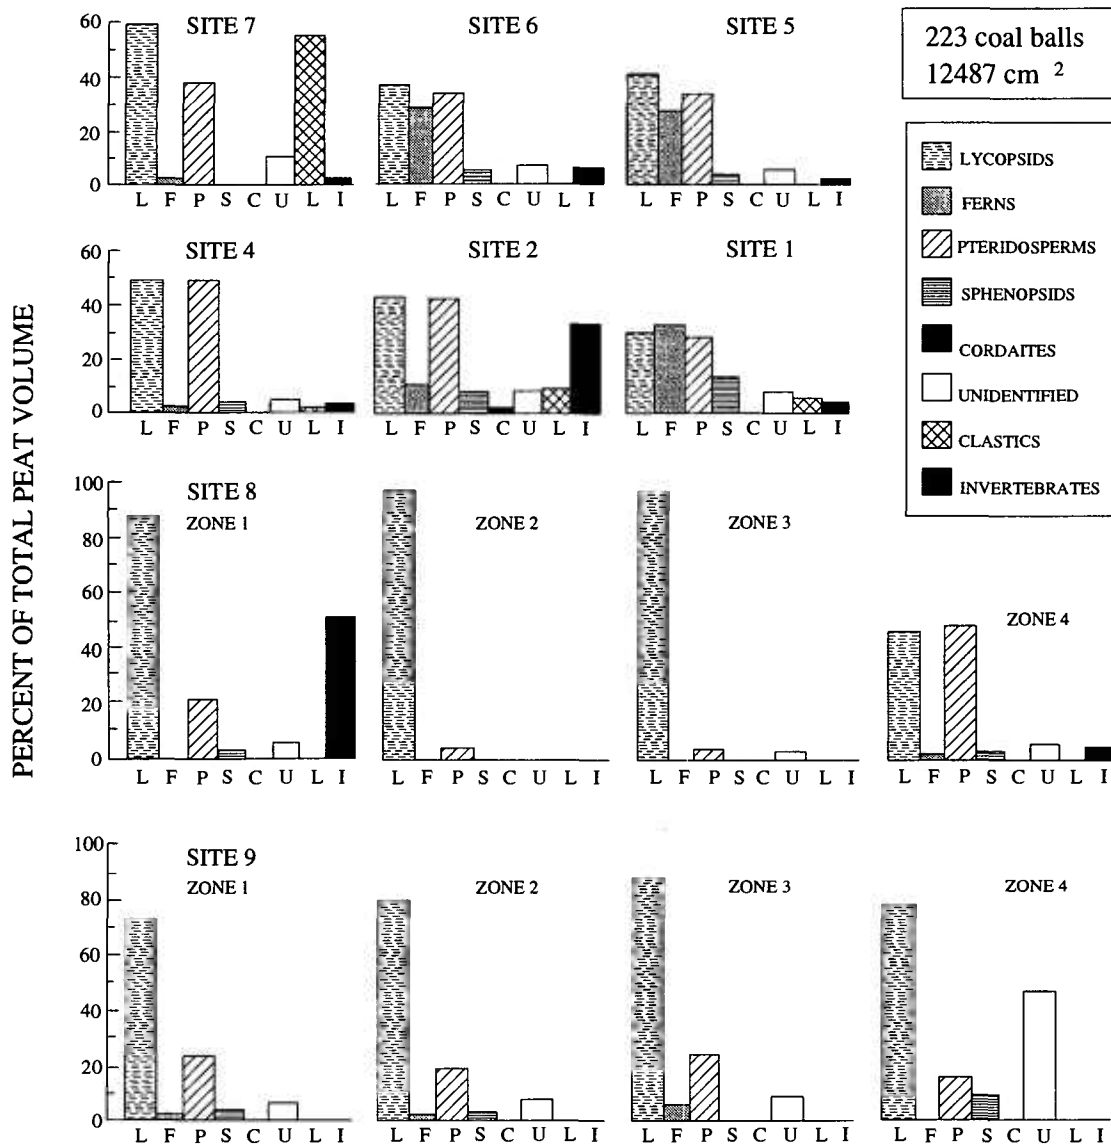 PERCENT OF TOTAL PEAT VOLUME
SITE 7
60
40
20
0
L F P S C U L I
SITE 6
L F P S C U L I
SITE 5
L F P S C U L I
223 coal balls
12487 cm 2
LYCOPSIDS
FERNS
PTERIDOSPERMS
SPHENOPSIDS
CORDAITES
UNIDENTIFIED
CLASTICS
INVERTEBRATES
SITE 4
60
40
20
0
L F P S C U L I
SITE 2
L F P S C U L I
SITE 1
L F P S C U L I
SITE 8
ZONE 1
100
80
60
40
20
0
L F P S C U L I
ZONE 2
L F P S C U L I
ZONE 3
L F P S C U L I
ZONE 4
L F P S C U L I
SITE 9
ZONE 1
100
80
60
40
20
0
L F P S C U L I
ZONE 2
L F P S C U L I
ZONE 3
L F P S C U L I
ZONE 4
L F P S C U L I